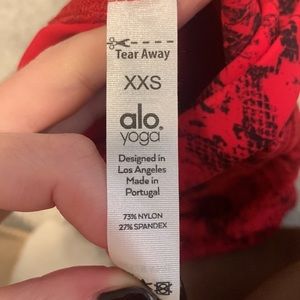 Tear Away
XXS
alo
yoga®
Designed in
Los Angeles
Made in
Portugal
73% NYLON
27% SPANDEX